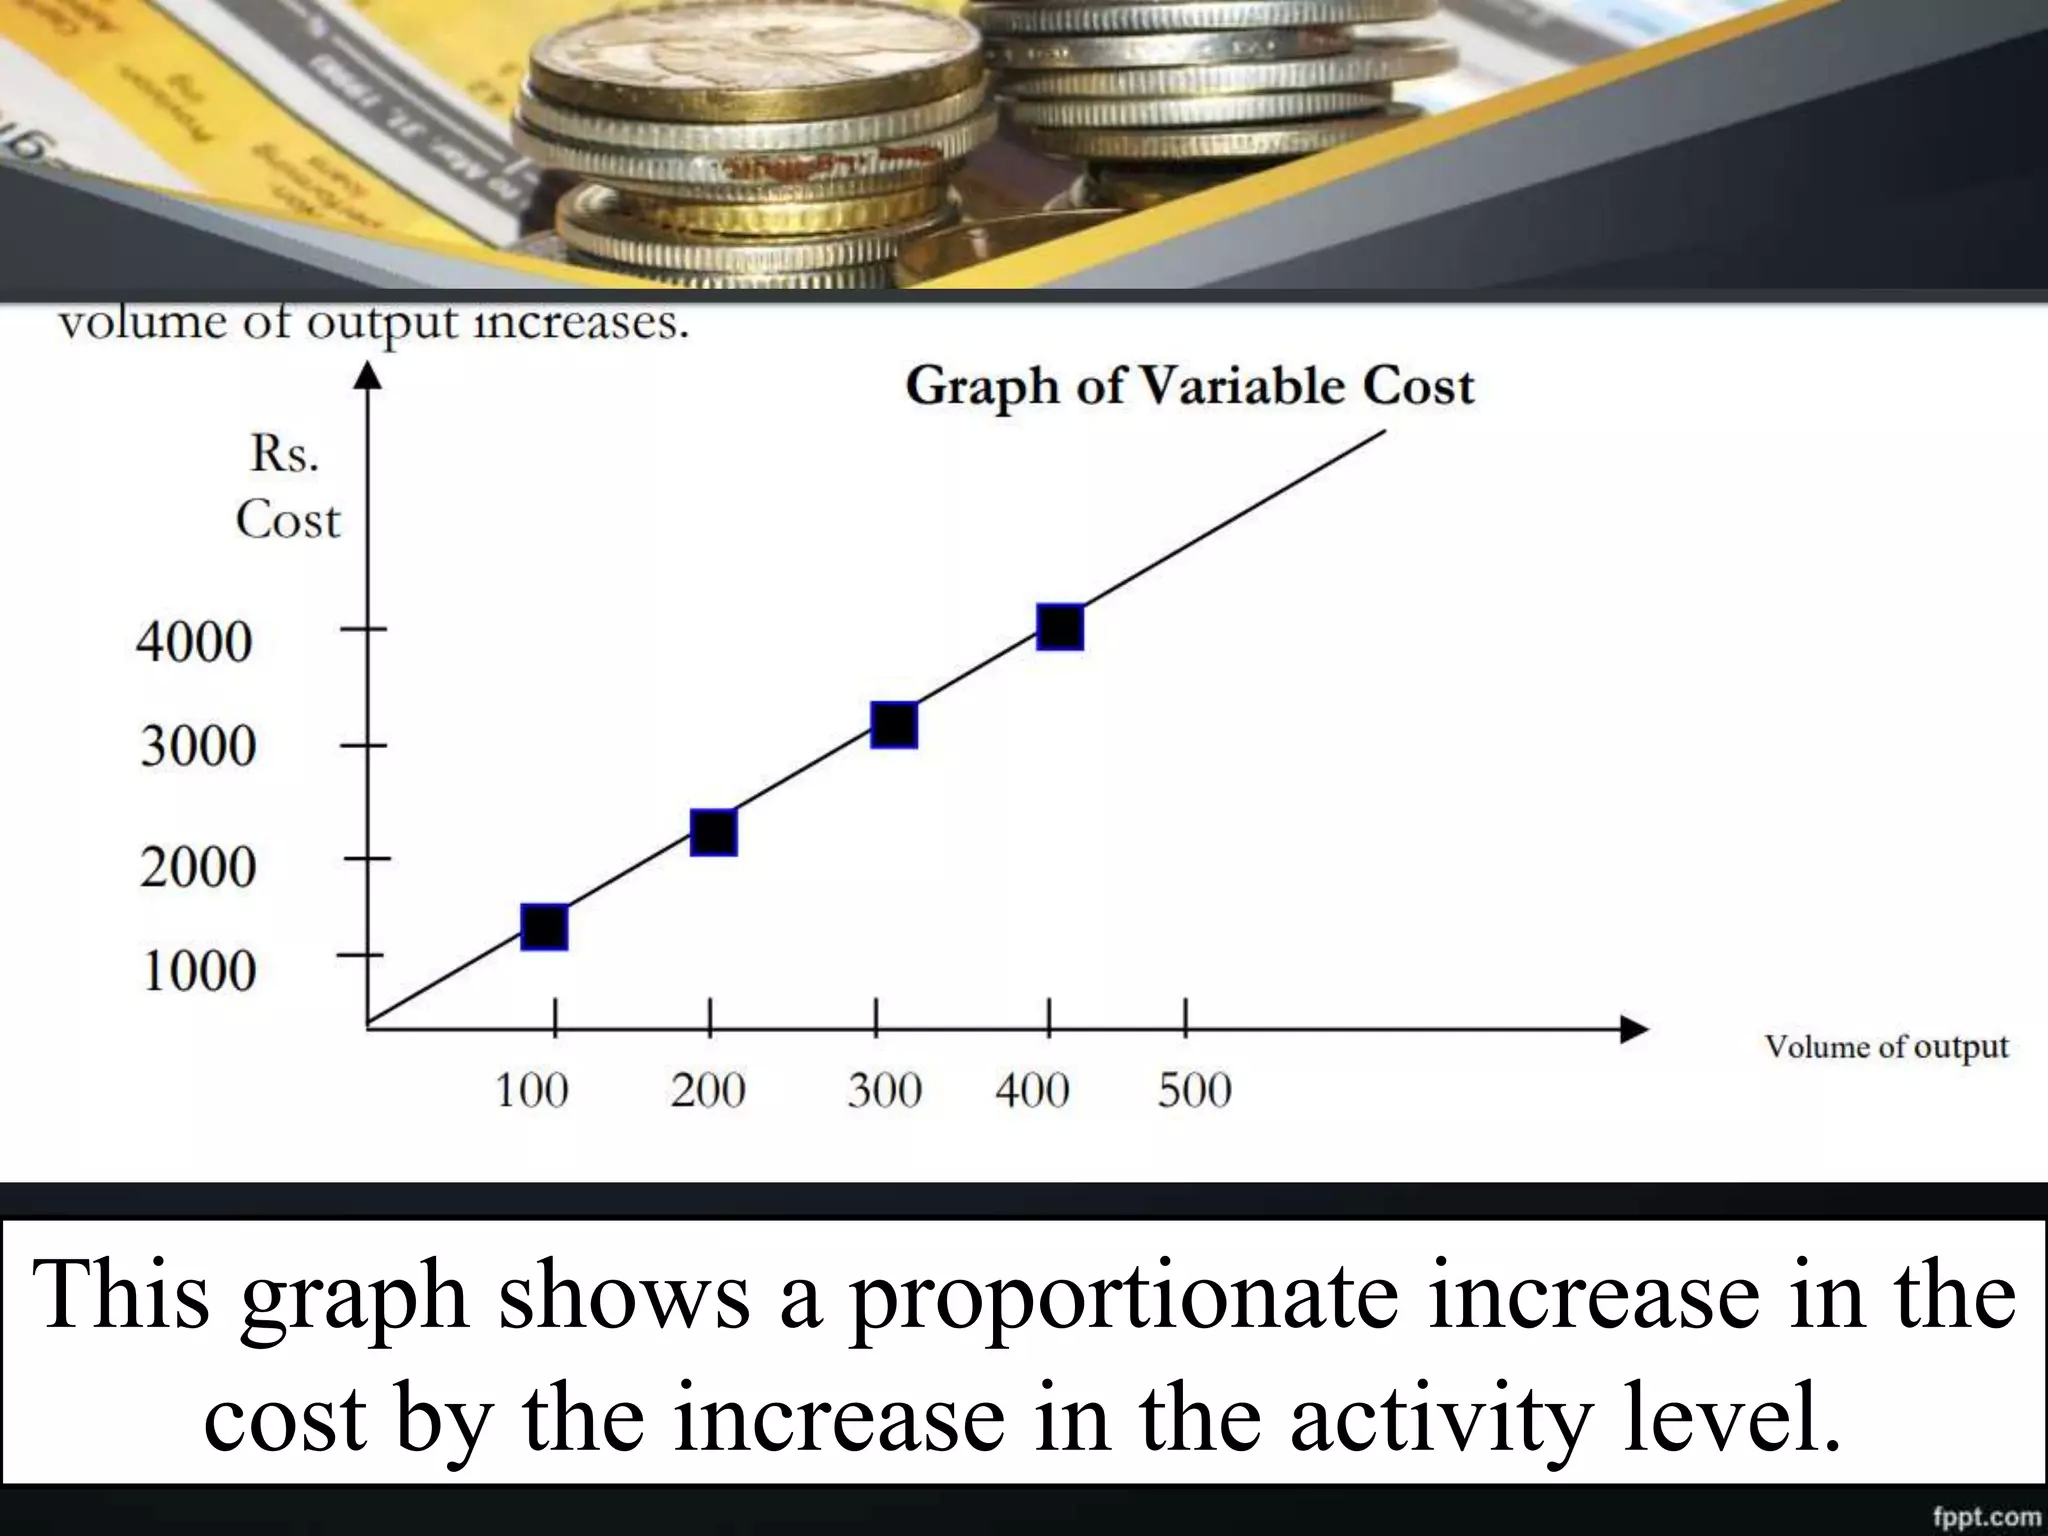 volume of output increases.
Graph of Variable Cost
Rs.
Cost
4000
3000
2000
1000
100 200 300 400 500
Volume of output
This graph shows a proportionate increase in the
cost by the increase in the activity level.
fppt.com